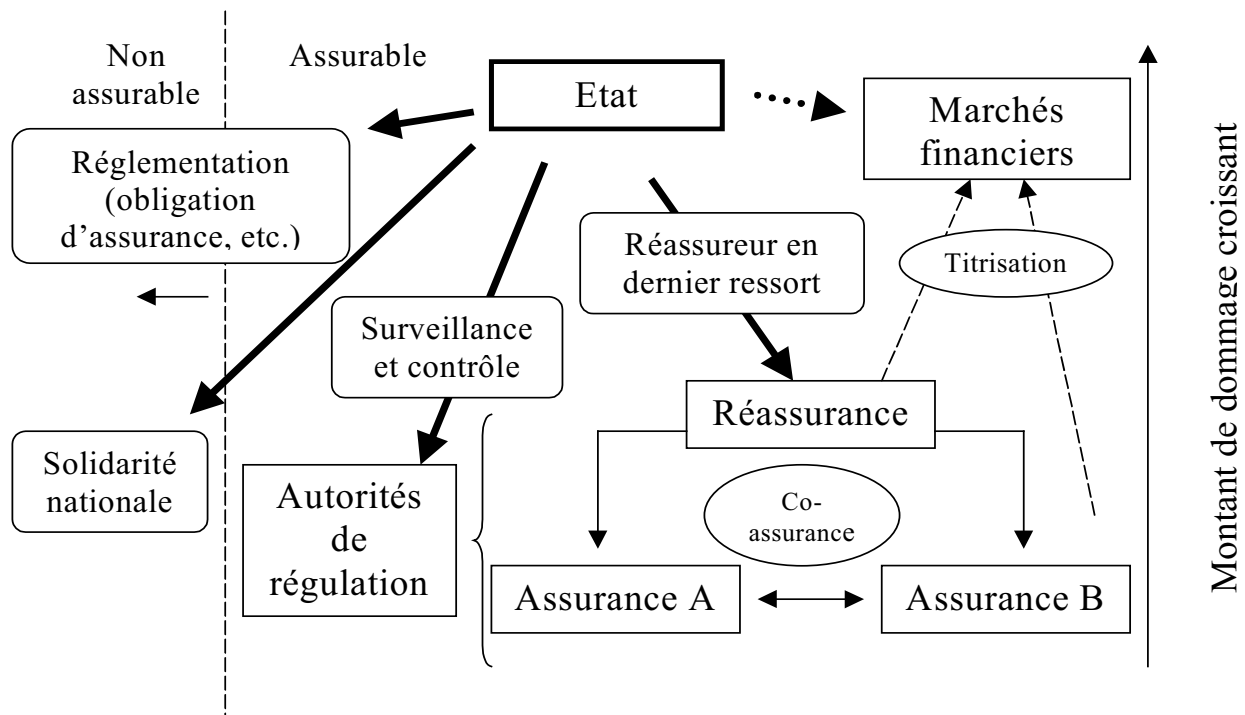 Non
assurable
Assurable
Etat
Marchés
financiers
Réglementation
(obligation
d'assurance, etc.)
Réassureur en
dernier ressort
Titrisation
Surveillance
et contrôle
Réassurance
Solidarité
nationale
Autorités
de
régulation
Co-
assurance
Assurance A
Assurance B
Montant de dommage croissant